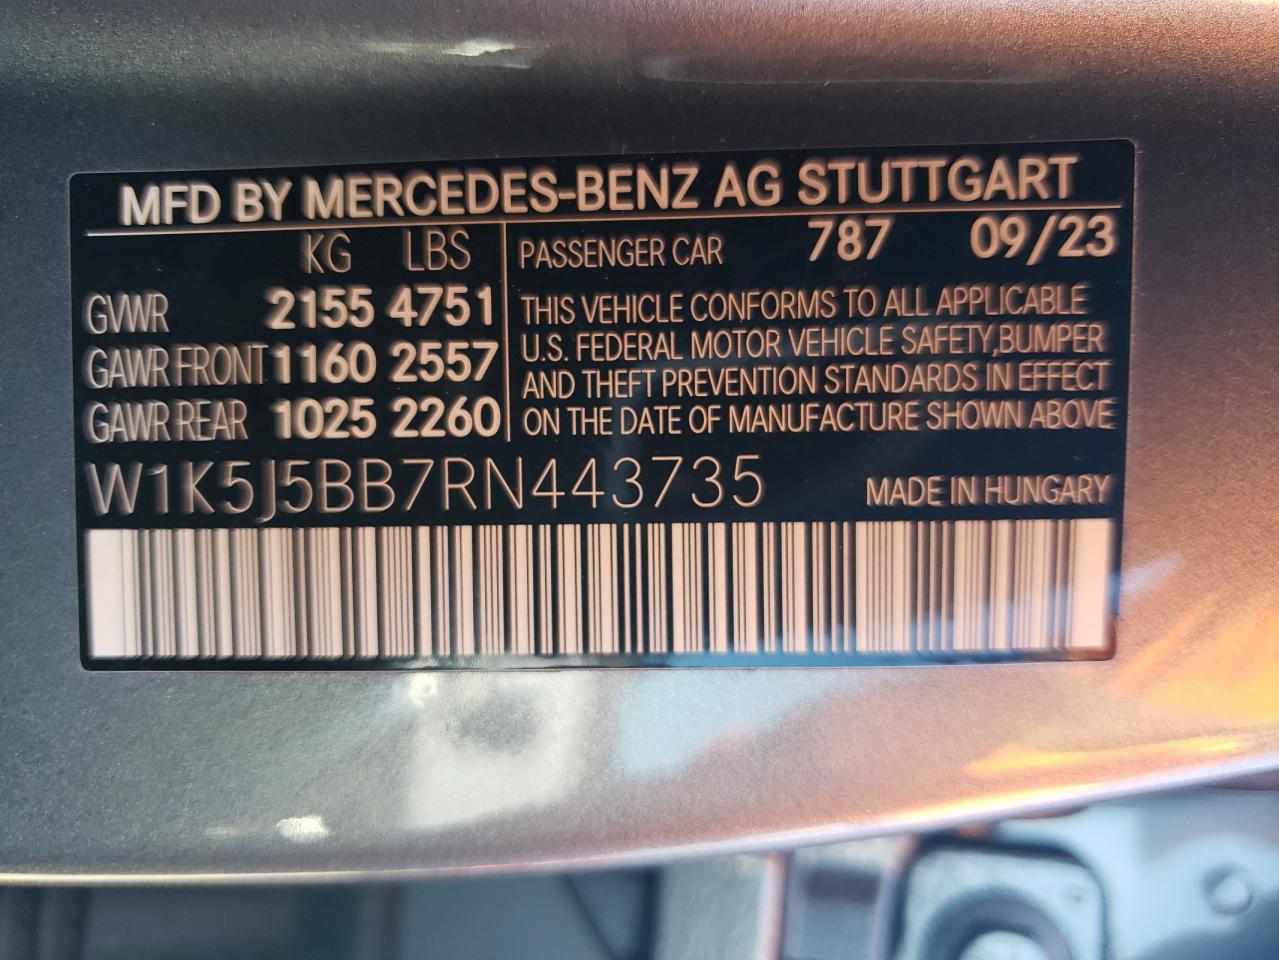 MFD BY MERCEDES-BENZ AG STUTTGART
KG LBS
GVWR 2155 4751
GAWR FRONT 1160 2557
GAWR REAR 1025 2260
PASSENGER CAR 787 09/23
THIS VEHICLE CONFORMS TO ALL APPLICABLE
U.S. FEDERAL MOTOR VEHICLE SAFETY,BUMPER
AND THEFT PREVENTION STANDARDS IN EFFECT
ON THE DATE OF MANUFACTURE SHOWN ABOVE
W1K5J5BB7RN443735 MADE IN HUNGARY